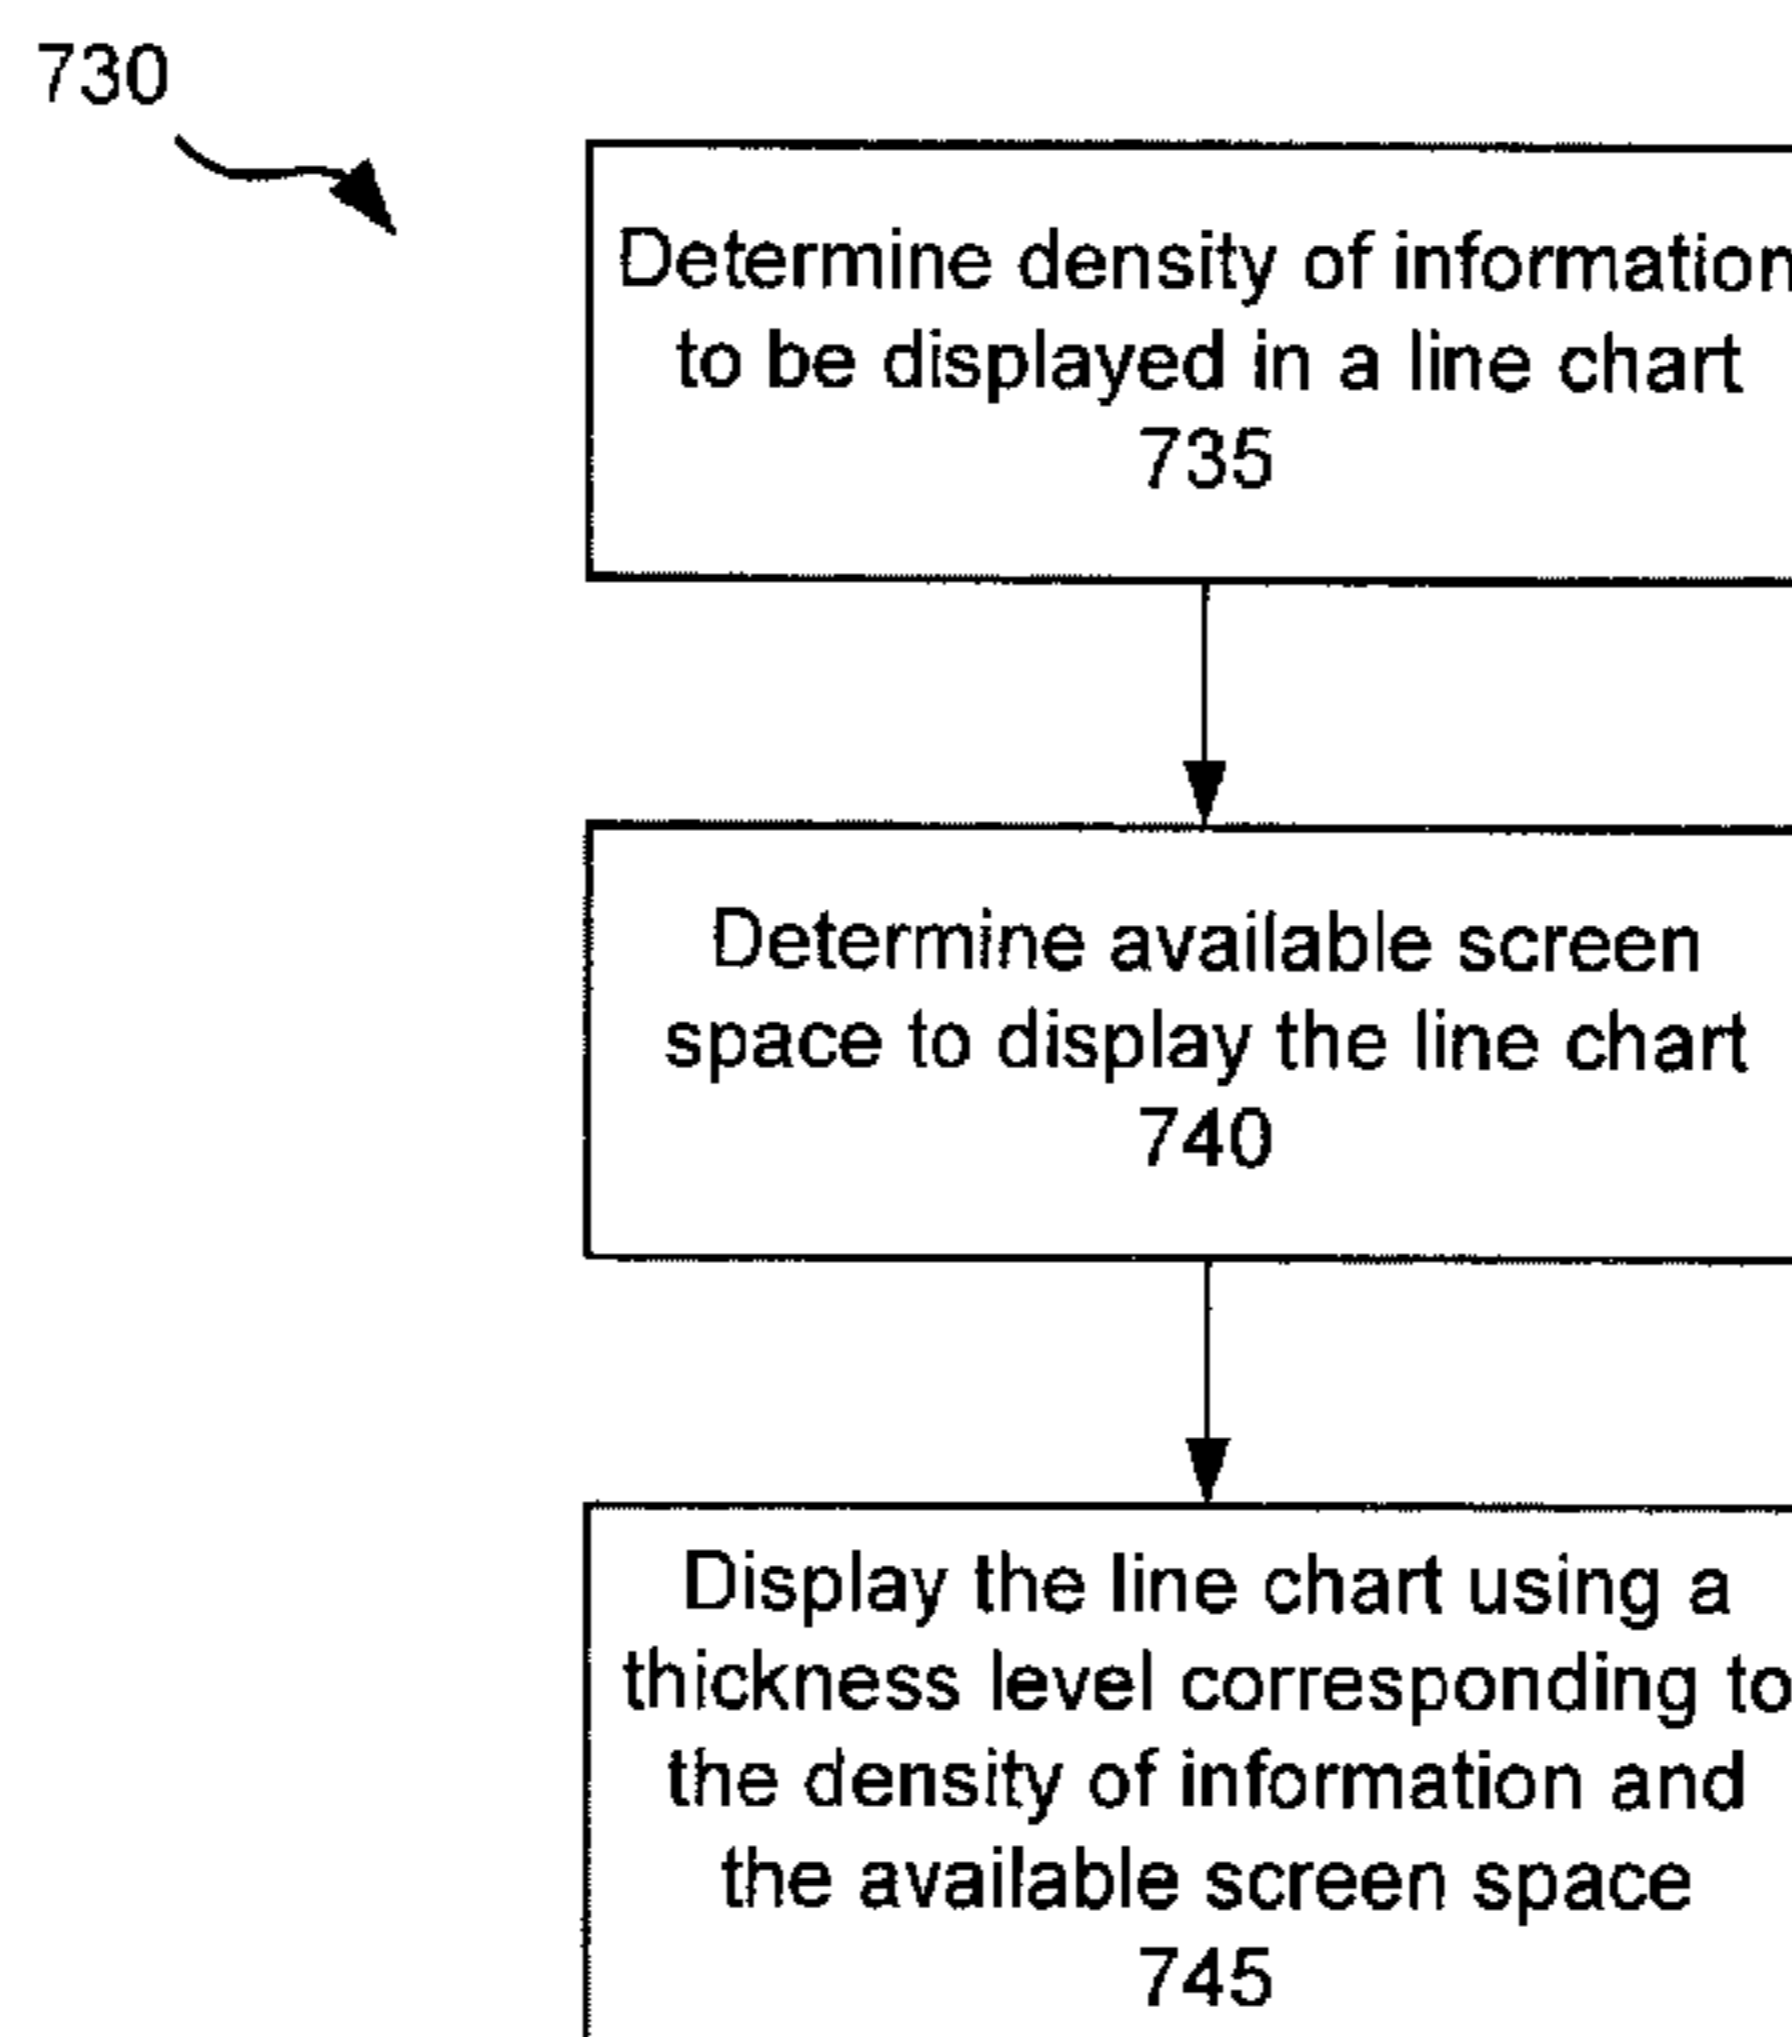 730
Determine density of information
to be displayed in a line chart
735
Determine available screen
space to display the line chart
740
Display the line chart using a
thickness level corresponding to
the density of information and
the available screen space
745